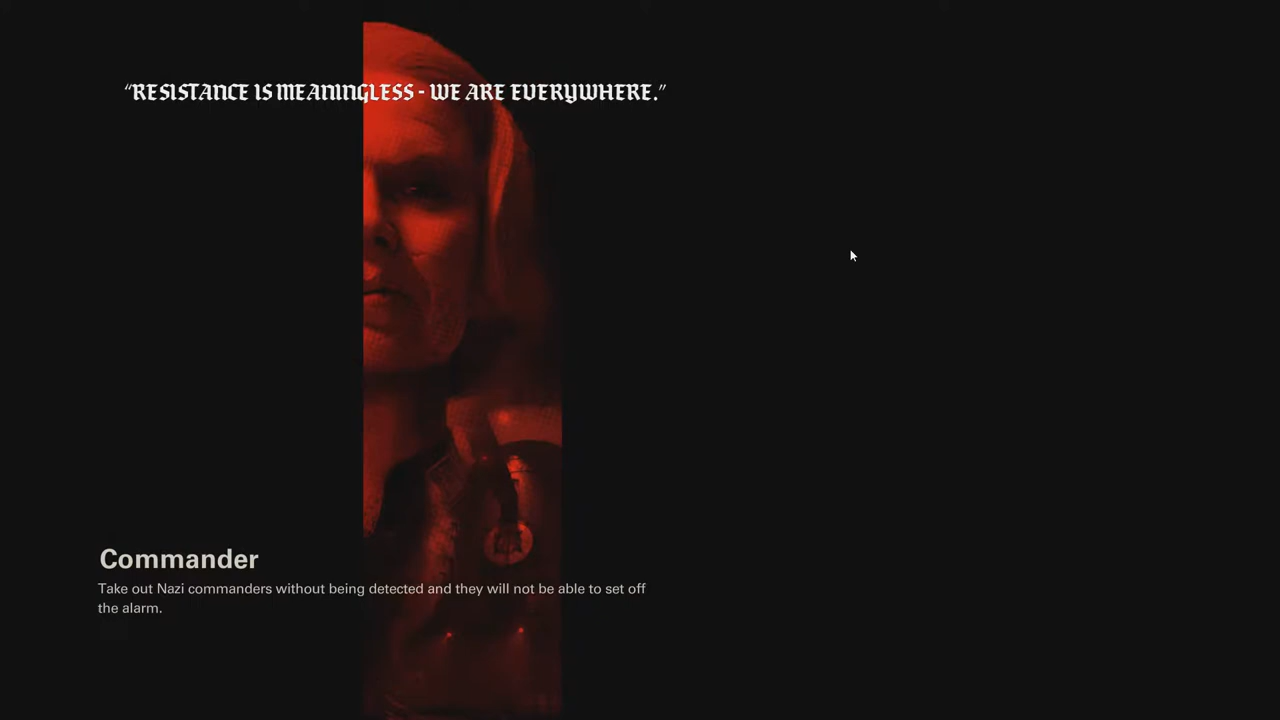 “RESISTANCE IS MEANINGLESS - WE ARE EVERYWHERE.”
Commander
Take out Nazi commanders without being detected and they will not be able to set off
the alarm.